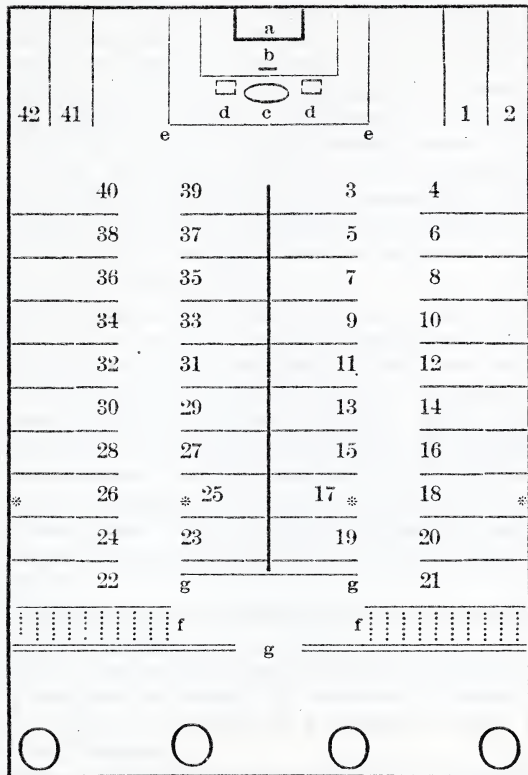 a
b
d c d
42 41 1 2
e e
40 39 3 4
38 37 5 6
36 35 7 8
34 33 9 10
32 31 11 12
30 29 13 14
28 27 15 16
26 25 17 18
24 23 19 20
22 g g 21
f f
g